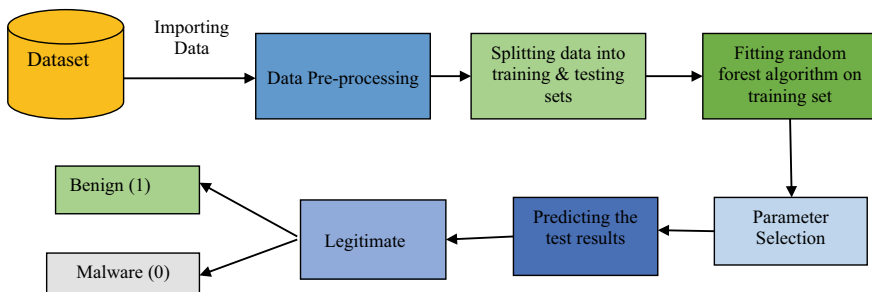 Dataset
Importing
Data
Data Pre-processing
Splitting data into
training & testing
sets
Fitting random
forest algorithm on
training set
Benign (1)
Malware (0)
Legitimate
Predicting the
test results
Parameter
Selection